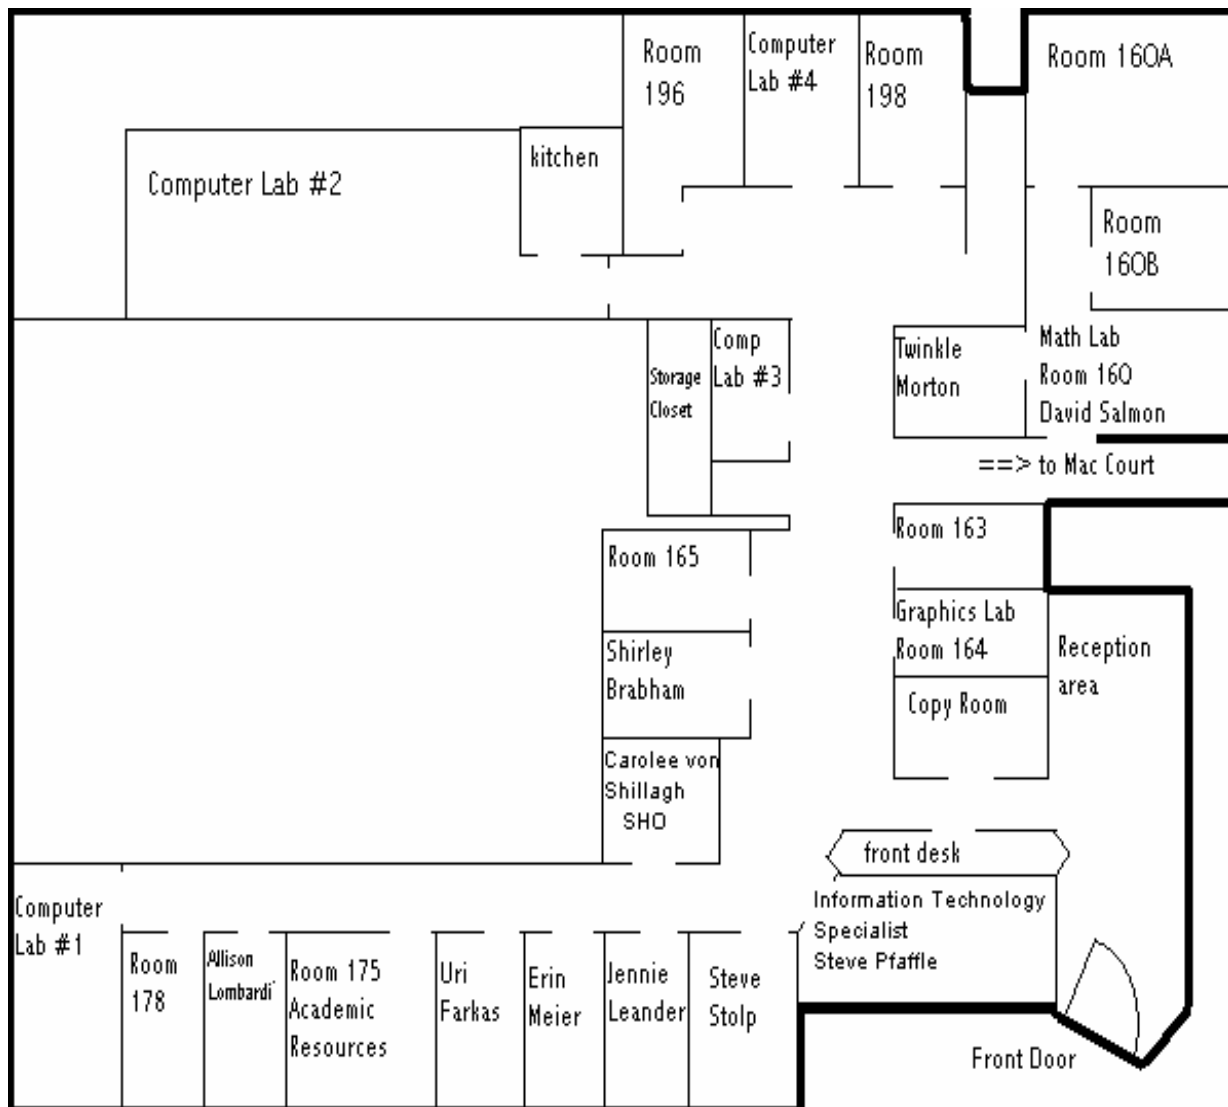 Room
196
Computer
Lab #4
Room
198
Room 160A
kitchen
Computer Lab #2
Room
160B
Comp
Lab #3
Storage
Closet
Twinkle
Morton
Math Lab
Room 160
David Salmon
==> to Mac Court
Room 163
Room 165
Graphics Lab
Room 164
Reception
area
Shirley
Brabham
Copy Room
Carolee von
Shillagh
SHO
front desk
Computer
Lab #1
Information Technology
Specialist
Steve Pfaffle
Room
178
Allison
Lombardi
Room 175
Academic
Resources
Uri
Farkas
Erin
Meier
Jennie
Leander
Steve
Stolp
Front Door